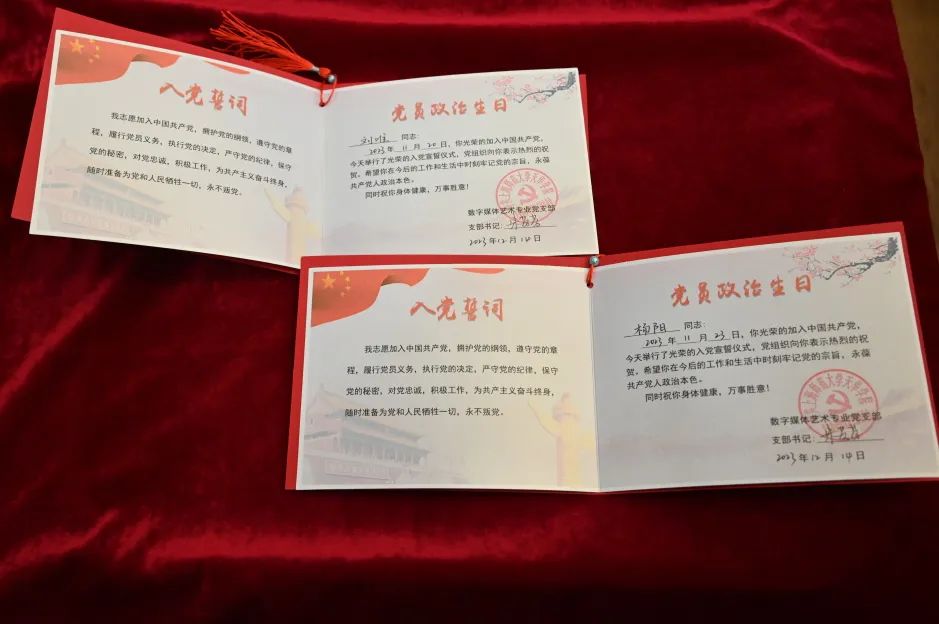 入党誓词
我志愿加入中国共产党，拥护党的纲领，遵守党的章
程，履行党员义务，执行党的决定，严守党的纪律，保守
党的秘密，对党忠诚，积极工作，为共产主义奋斗终身，
随时准备为党和人民牺牲一切，永不叛党。
党员政治生日
同志：
2023 年 11 月 20 日，你光荣的加入中国共产党，
今天举行了光荣的入党宣誓仪式，党组织向你表示热烈的祝
贺。希望你在今后的工作和生活中时刻牢记党的宗旨，永葆
共产党人政治本色。
同时祝你身体健康，万事胜意！
数字媒体艺术专业党支部
支部书记：
2023 年 12 月 14 日
入党誓词
我志愿加入中国共产党，拥护党的纲领，遵守党的章
程，履行党员义务，执行党的决定，严守党的纪律，保守
党的秘密，对党忠诚，积极工作，为共产主义奋斗终身，
随时准备为党和人民牺牲一切，永不叛党。
党员政治生日
杨阳 同志：
2023 年 11 月 23 日，你光荣的加入中国共产党，
今天举行了光荣的入党宣誓仪式，党组织向你表示热烈的祝
贺。希望你在今后的工作和生活中时刻牢记党的宗旨，永葆
共产党人政治本色。
同时祝你身体健康，万事胜意！
数字媒体艺术专业党支部
支部书记：
2023 年 12 月 14 日